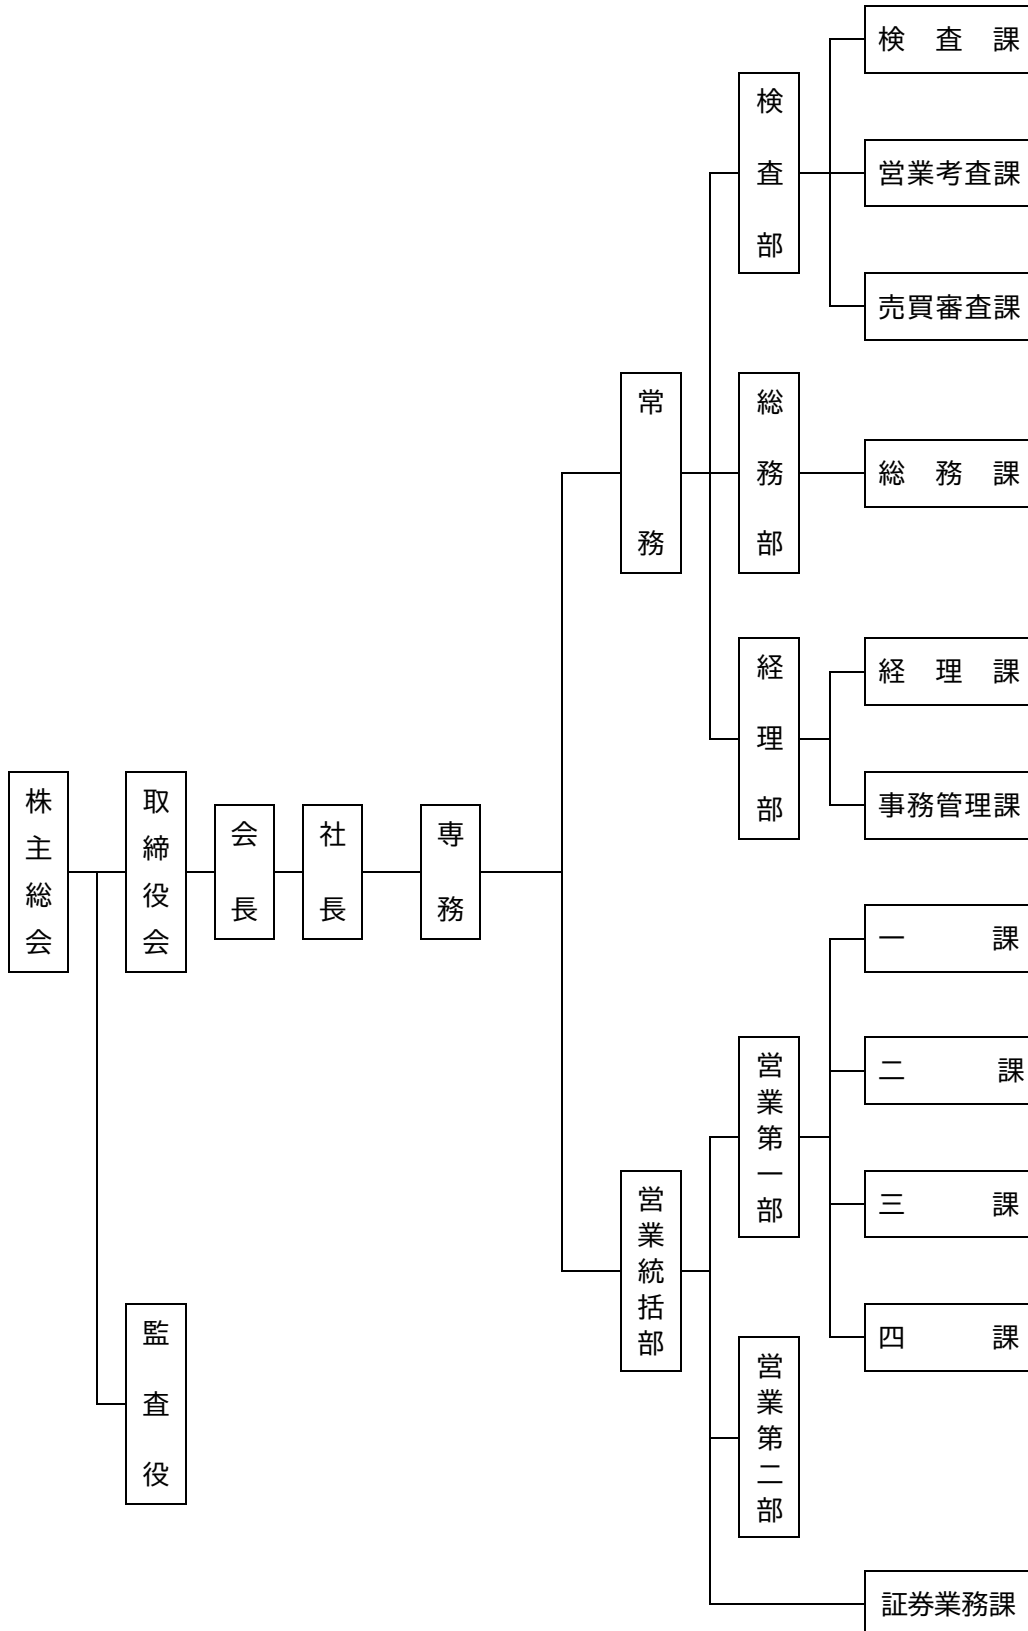 株主総会
取締役会
監査役
会長
社長
専務
常務
営業統括部
検査部
総務部
経理部
営業第一部
営業第二部
検査課
営業考査課
売買審査課
総務課
経理課
事務管理課
一課
二課
三課
四課
証券業務課